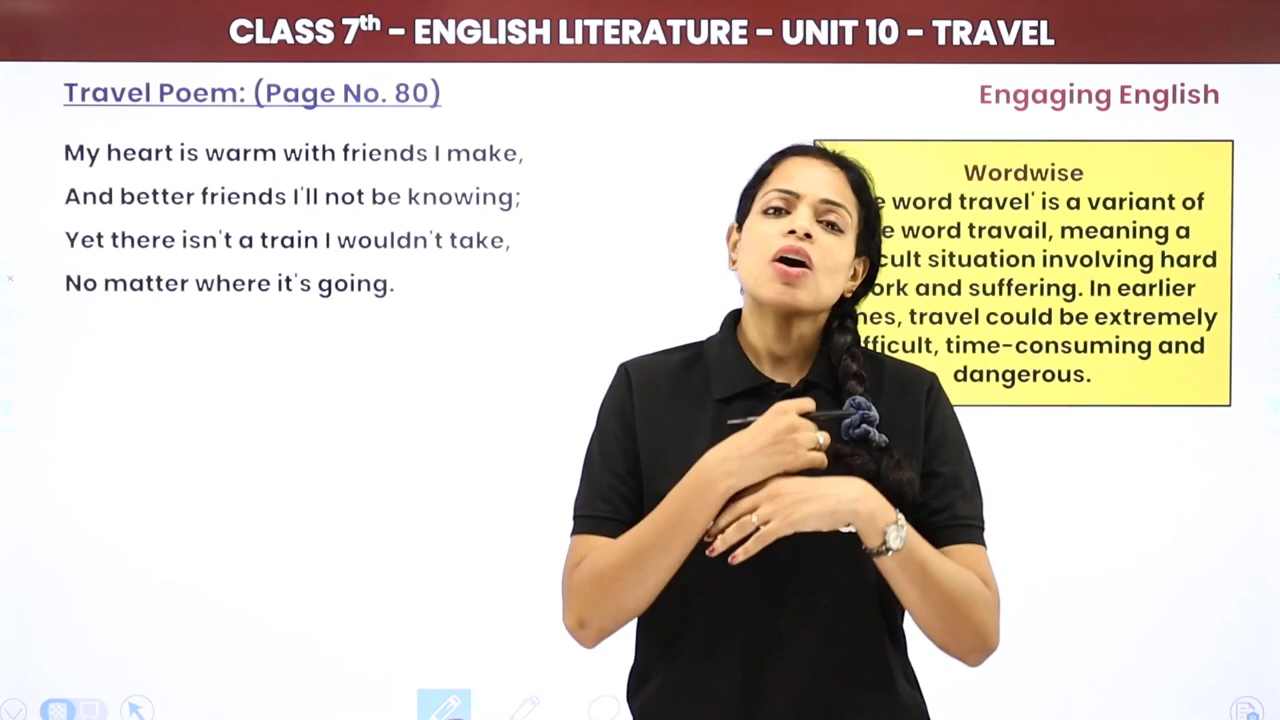 CLASS 7th - ENGLISH LITERATURE - UNIT 10 - TRAVEL
Travel Poem: (Page No. 80)
Engaging English
My heart is warm with friends I make,
And better friends I'll not be knowing;
Yet there isn't a train I wouldn't take,
No matter where it's going.
Wordwise
word travel' is a variant of
word travail, meaning a
situation involving hard
and suffering. In earlier
travel could be extremely
time-consuming and
dangerous.